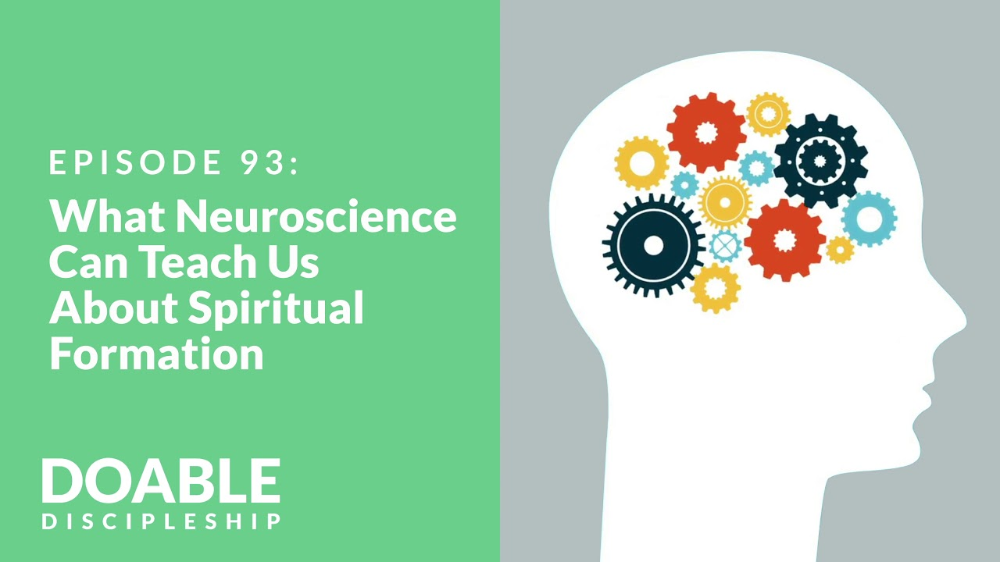 EPISODE 93:
What Neuroscience
Can Teach Us
About Spiritual
Formation
DOABLE
DISCIPLESHIP